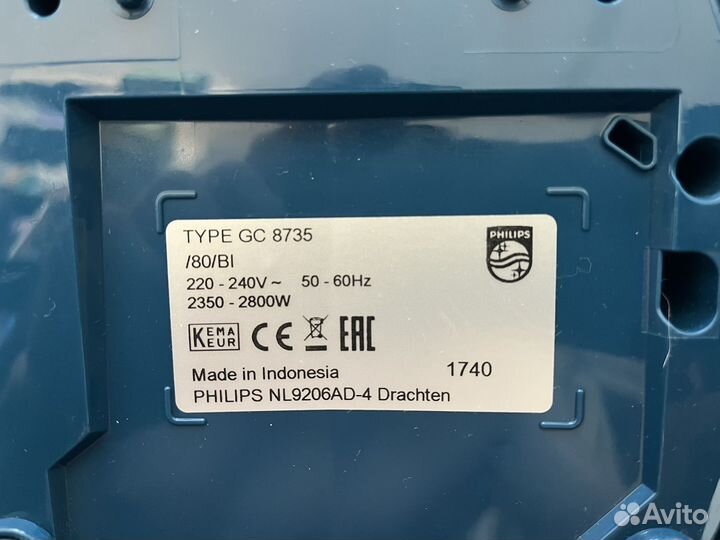 TYPE GC 8735
/80/BI
220 - 240V ~ 50 - 60Hz
2350 - 2800W
PHILIPS
KEMA
KEUR
CE EAC
Made in Indonesia 1740
PHILIPS NL9206AD-4 Drachten
Avito